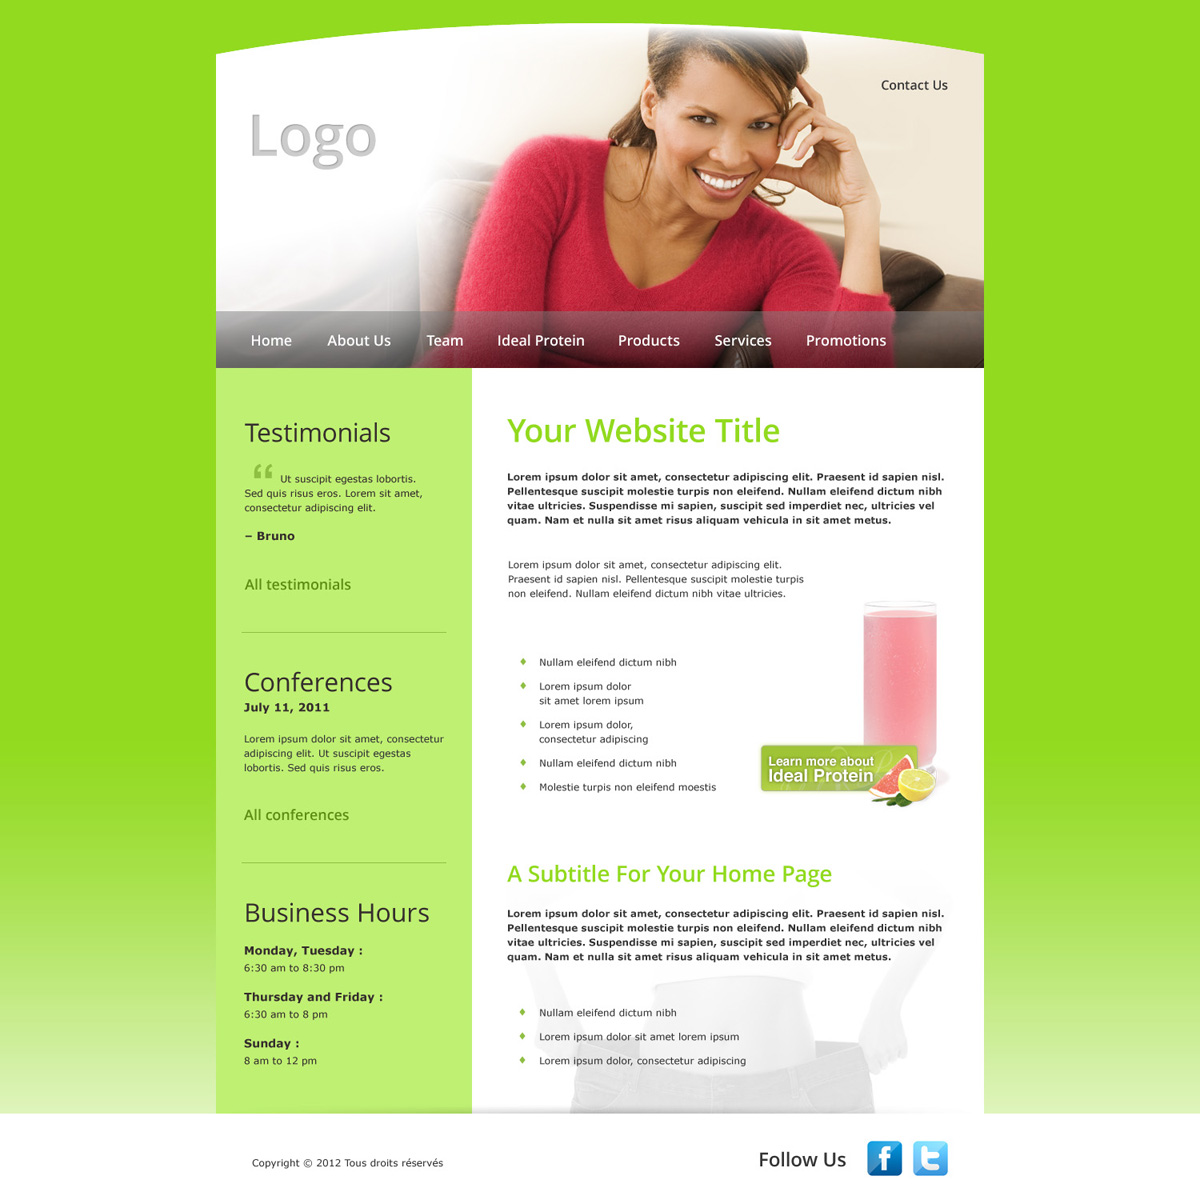 Contact Us
Logo
Home
About Us
Team
Ideal Protein
Products
Services
Promotions
Testimonials
“ Ut suscipit egestas lobortis.
Sed quis risus eros. Lorem sit amet,
consectetur adipiscing elit.
– Bruno
All testimonials
Conferences
July 11, 2011
Lorem ipsum dolor sit amet, consectetur
adipiscing elit. Ut suscipit egestas
lobortis. Sed quis risus eros.
All conferences
Business Hours
Monday, Tuesday :
6:30 am to 8:30 pm
Thursday and Friday :
6:30 am to 8 pm
Sunday :
8 am to 12 pm
Your Website Title
Lorem ipsum dolor sit amet, consectetur adipiscing elit. Praesent id sapien nisl.
Pellentesque suscipit molestie turpis non eleifend. Nullam eleifend dictum nibh
vitae ultricies. Suspendisse mi sapien, suscipit sed imperdiet nec, ultricies vel
quam. Nam et nulla sit amet risus aliquam vehicula in sit amet metus.
Lorem ipsum dolor sit amet, consectetur adipiscing elit.
Praesent id sapien nisl. Pellentesque suscipit molestie turpis
non eleifend. Nullam eleifend dictum nibh vitae ultricies.
Nullam eleifend dictum nibh
Lorem ipsum dolor
sit amet lorem ipsum
Lorem ipsum dolor,
consectetur adipiscing
Nullam eleifend dictum nibh
Molestie turpis non eleifend moestis
Learn more about
Ideal Protein
A Subtitle For Your Home Page
Lorem ipsum dolor sit amet, consectetur adipiscing elit. Praesent id sapien nisl.
Pellentesque suscipit molestie turpis non eleifend. Nullam eleifend dictum nibh
vitae ultricies. Suspendisse mi sapien, suscipit sed imperdiet nec, ultricies vel
quam. Nam et nulla sit amet risus aliquam vehicula in sit amet metus.
Nullam eleifend dictum nibh
Lorem ipsum dolor sit amet lorem ipsum
Lorem ipsum dolor, consectetur adipiscing
Copyright © 2012 Tous droits réservés
Follow Us
f
t